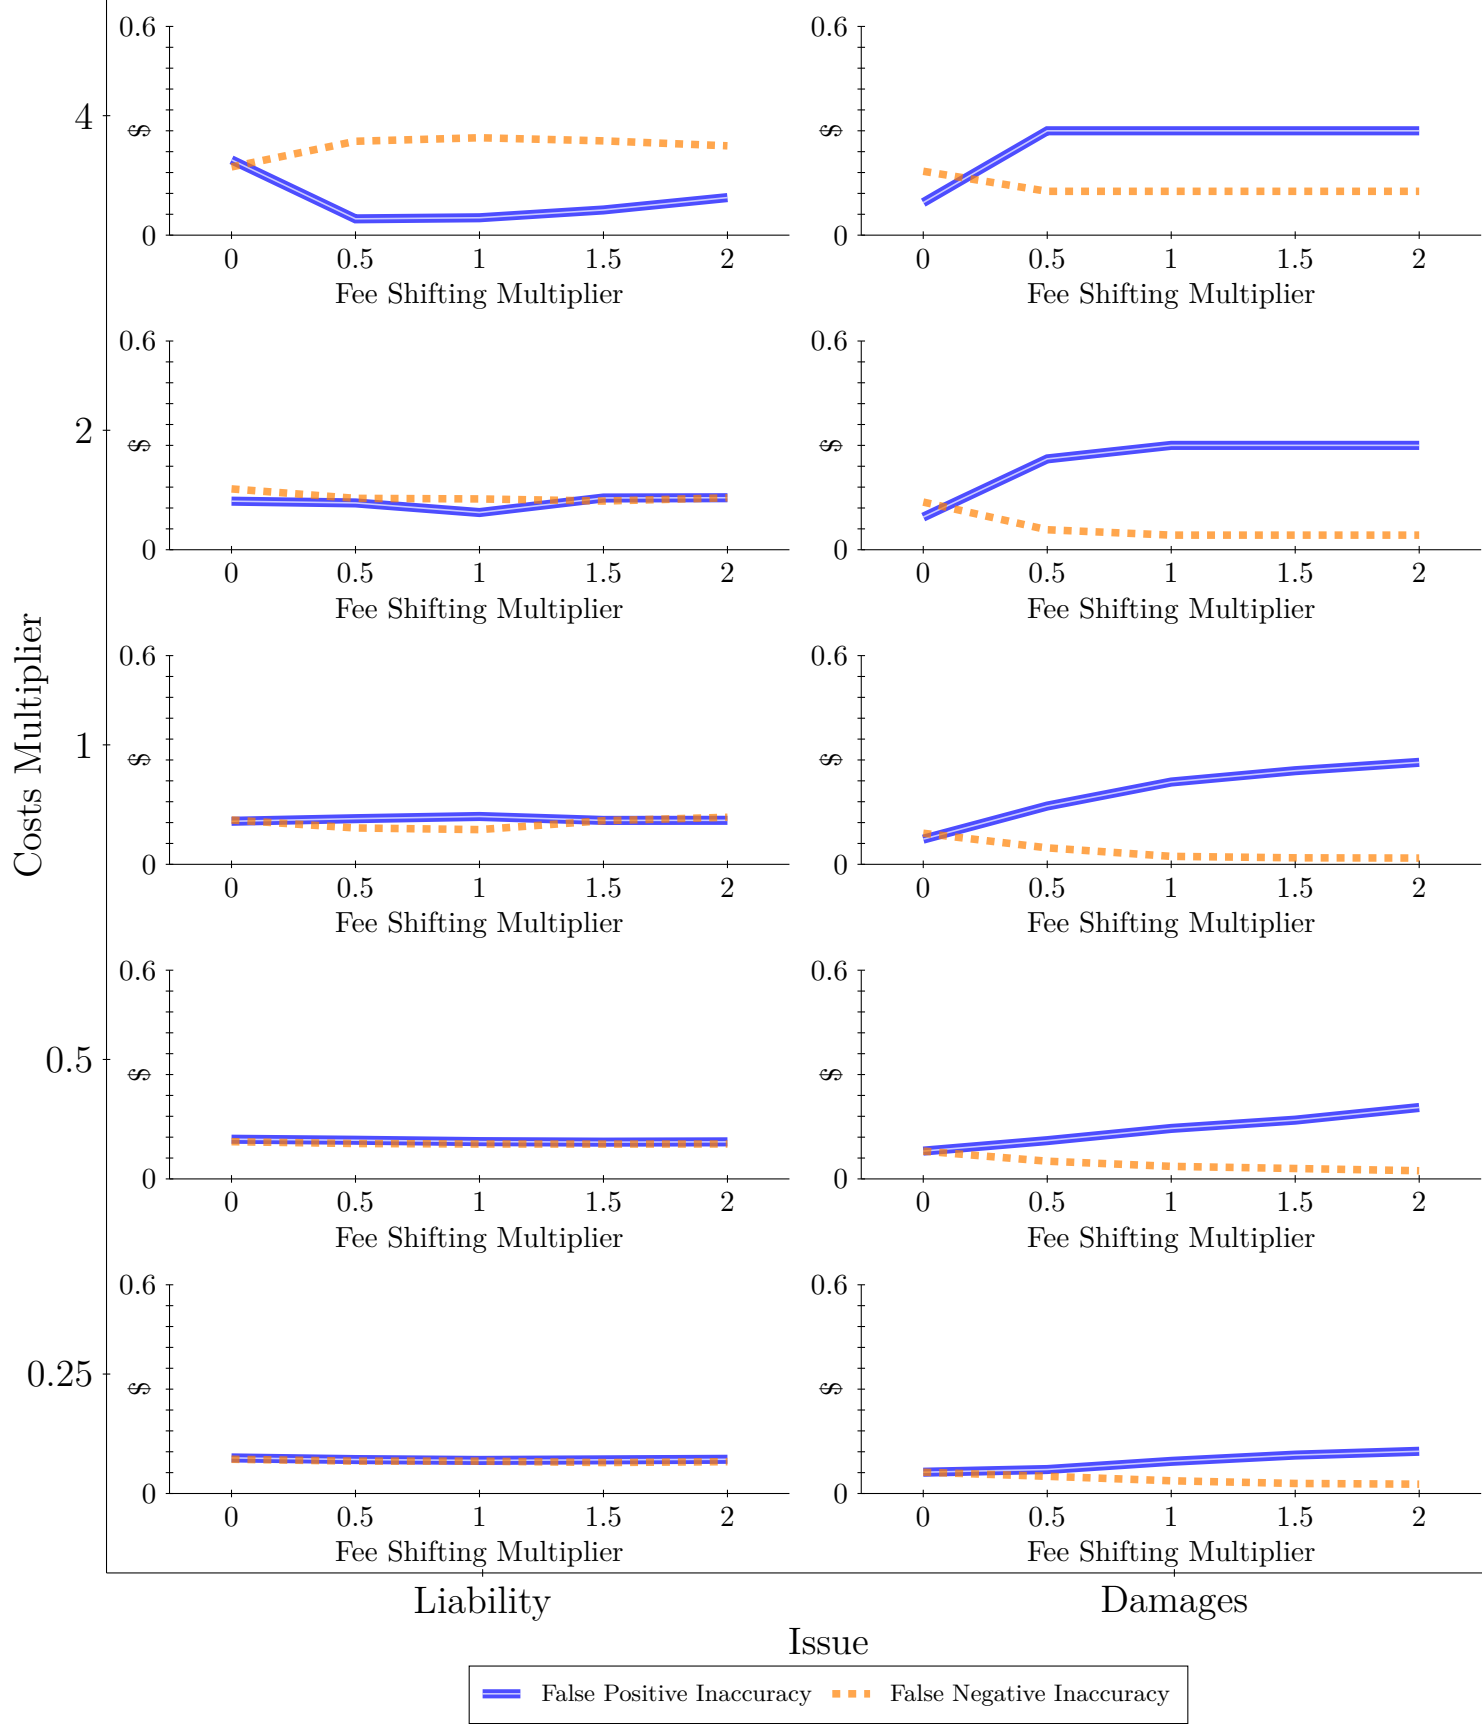 0.6
$
0
0 0.5 1 1.5 2
Fee Shifting Multiplier
0.6
$
0
0 0.5 1 1.5 2
Fee Shifting Multiplier
4
0.6
$
0
0 0.5 1 1.5 2
Fee Shifting Multiplier
0.6
$
0
0 0.5 1 1.5 2
Fee Shifting Multiplier
2
0.6
$
0
0 0.5 1 1.5 2
Fee Shifting Multiplier
0.6
$
0
0 0.5 1 1.5 2
Fee Shifting Multiplier
1
Costs Multiplier
0.6
$
0
0 0.5 1 1.5 2
Fee Shifting Multiplier
0.6
$
0
0 0.5 1 1.5 2
Fee Shifting Multiplier
0.5
0.6
$
0
0 0.5 1 1.5 2
Fee Shifting Multiplier
0.6
$
0
0 0.5 1 1.5 2
Fee Shifting Multiplier
0.25
Liability
Damages
Issue
False Positive Inaccuracy
False Negative Inaccuracy